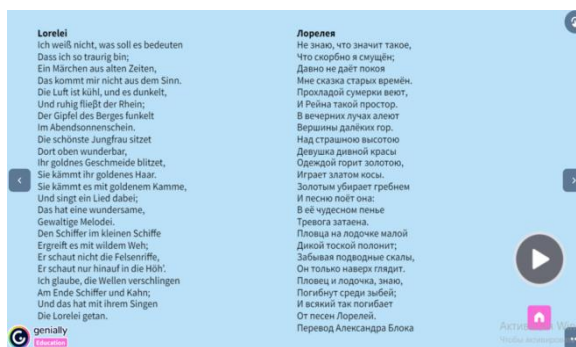 Lorelei
Ich weiß nicht, was soll es bedeuten
Dass ich so traurig bin;
Ein Märchen aus alten Zeiten,
Das kommt mir nicht aus dem Sinn.
Die Luft ist kühl, und es dunkelt,
Und ruhig fließt der Rhein;
Der Gipfel des Berges funkelt
Im Abendsonnenschein.
Die schönste Jungfrau sitzet
Dort oben wunderbar,
Ihr goldnes Geschmeide blitzet,
Sie kämmt ihr goldenes Haar.
Sie kämmt es mit goldenem Kamme,
Und singt ein Lied dabei;
Das hat eine wundersame,
Gewaltige Melodei.
Den Schiffer im kleinen Schiffe
Ergreift es mit wildem Weh;
Er schaut nicht die Felsenriffe,
Er schaut nur hinauf in die Höh'.
Ich glaube, die Wellen verschlingen
Am Ende Schiffer und Kahn;
Und das hat mit ihrem Singen
Die Lorelei getan.
Лорелея
Не знаю, что значит такое,
Что скорбно я смущён;
Давно не даёт покоя
Мне сказка старых времён.
Прохладой сумерки веют,
И Рейна такой простор.
В вечерних лучах алеют
Вершины далёких гор.
Над страшною высотою
Девушка дивной красы
Одеждой горит золотою,
Играет златом косы.
Золотым убирает гребнем
И песню поёт она:
В её чудесном пенье
Тревога затаена.
Пловца на лодочке малой
Дикой тоской полонит;
Забывая подводные скалы,
Он только наверх глядит.
Пловец и лодочка, знаю,
Погибнут среди зыбей;
И всякий так погибает
От песен Лорелей.
Перевод Александра Блока
genially
Education